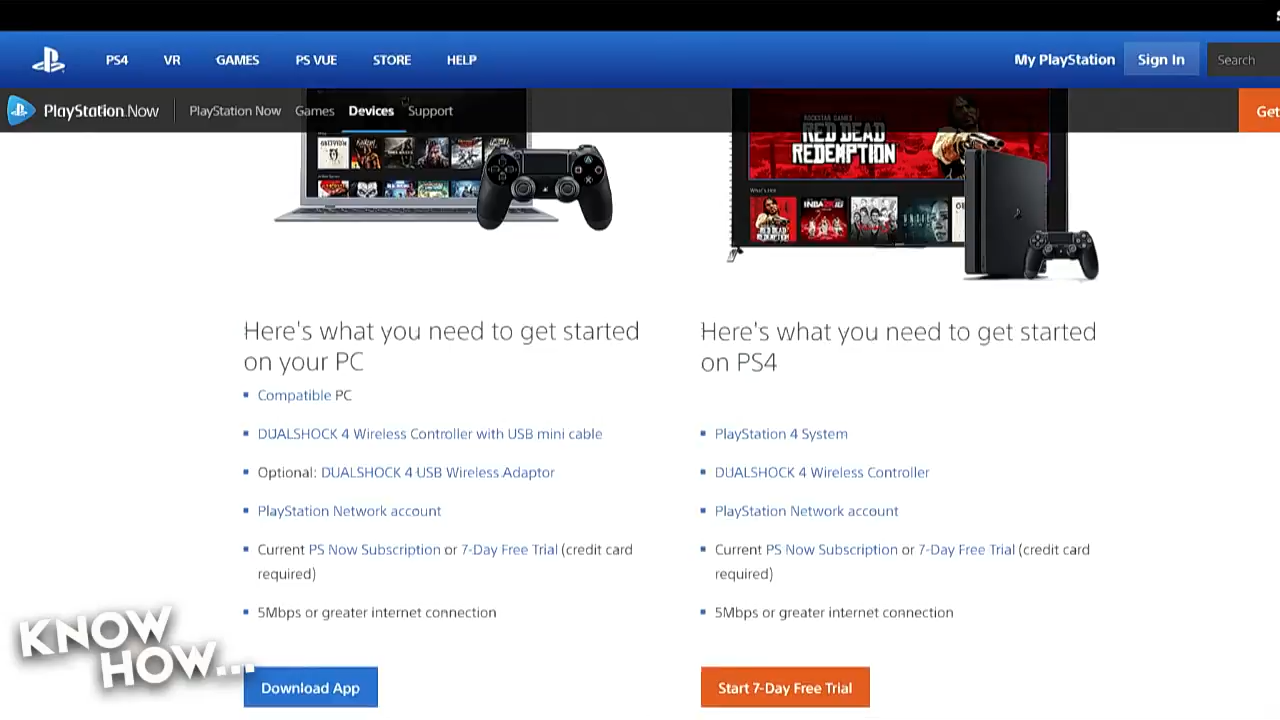 PS4 VR GAMES PS VUE STORE HELP My PlayStation Sign In Search
PlayStation Now PlayStation Now Games Devices Support Get
OBLIVION
ROCKSTAR GAMES
RED DEAD
REDEMPTION
Here's what you need to get started
on your PC
Compatible PC
DUALSHOCK 4 Wireless Controller with USB mini cable
Optional: DUALSHOCK 4 USB Wireless Adaptor
PlayStation Network account
Current PS Now Subscription or 7-Day Free Trial (credit card
required)
5Mbps or greater internet connection
Download App
Here's what you need to get started
on PS4
PlayStation 4 System
DUALSHOCK 4 Wireless Controller
PlayStation Network account
Current PS Now Subscription or 7-Day Free Trial (credit card
required)
5Mbps or greater internet connection
Start 7-Day Free Trial
KNOW
HOW...